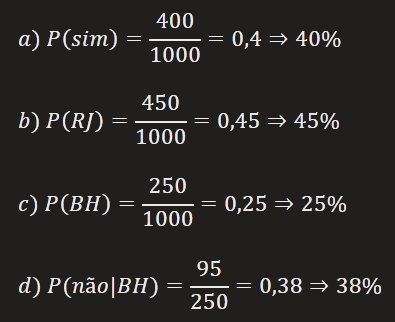 a) P(sim) = 400/1000 = 0,4 ⇒ 40%
b) P(RJ) = 450/1000 = 0,45 ⇒ 45%
c) P(BH) = 250/1000 = 0,25 ⇒ 25%
d) P(não|BH) = 95/250 = 0,38 ⇒ 38%